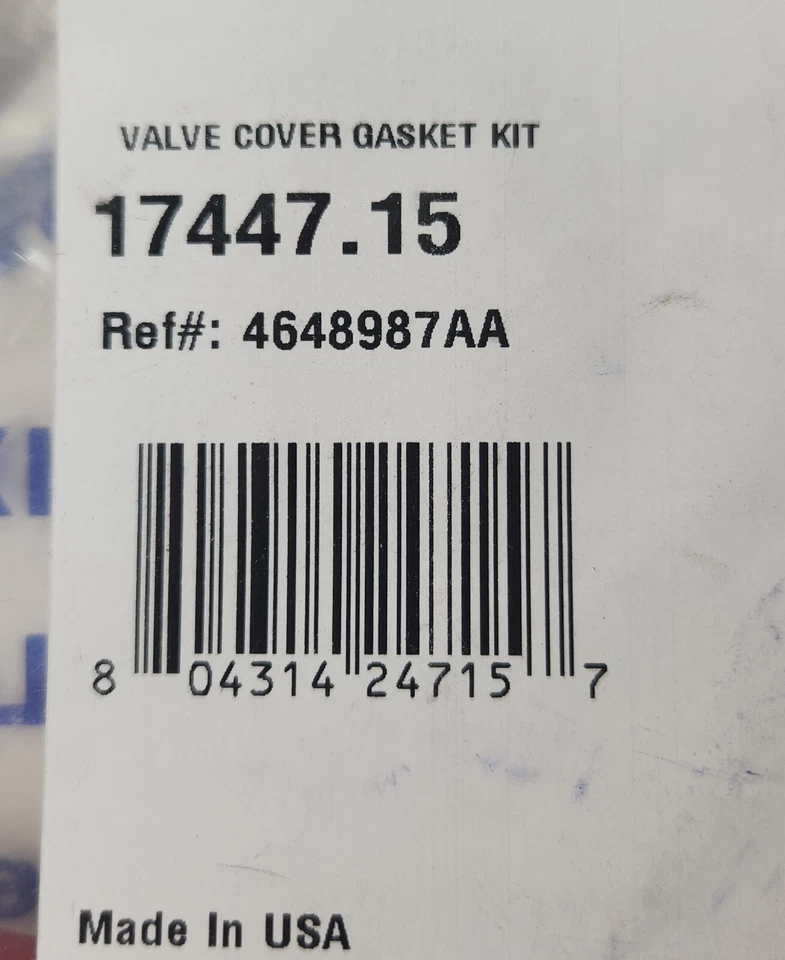 VALVE COVER GASKET KIT
17447.15
Ref#: 4648987AA
8 04314 24715 7
Made In USA